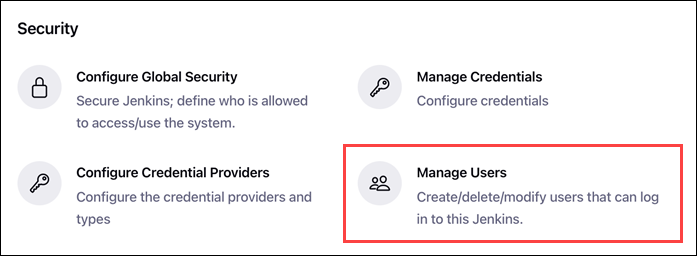 Security
Configure Global Security
Secure Jenkins; define who is allowed
to access/use the system.
Manage Credentials
Configure credentials
Configure Credential Providers
Configure the credential providers and
types
Manage Users
Create/delete/modify users that can log
in to this Jenkins.